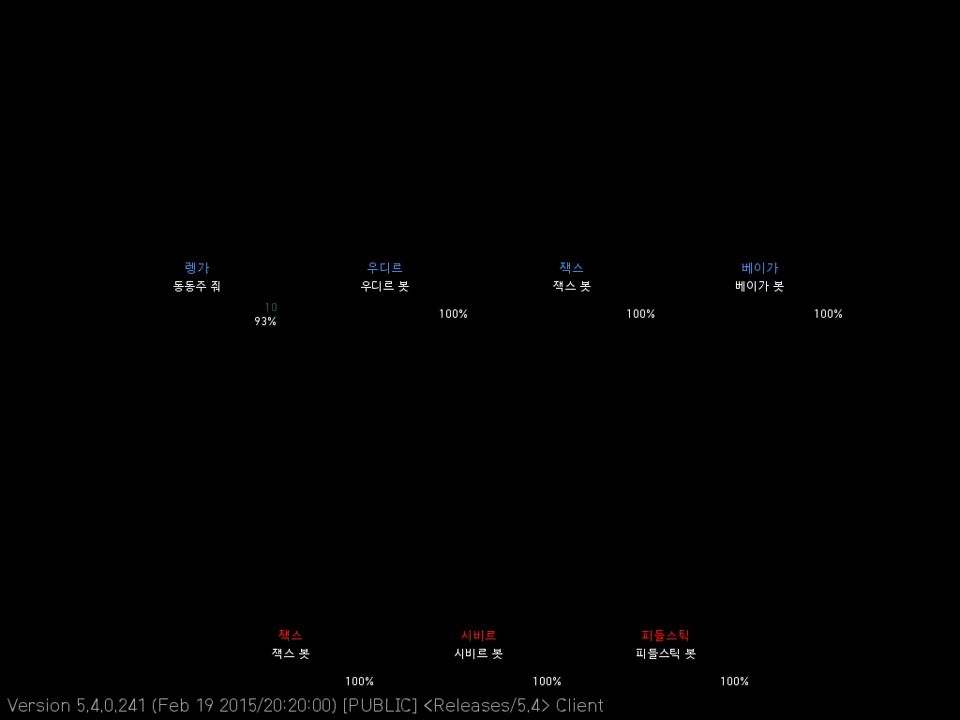 렝가 우디르 잭스 베이가
동동주 줘 우디르 봇 잭스 봇 베이가 봇
10
93% 100% 100% 100%
잭스 시비르 피들스틱
잭스 봇 시비르 봇 피들스틱 봇
100% 100% 100%
Version 5.4.0.241 (Feb 19 2015/20:20:00) [PUBLIC] <Releases/5.4> Client